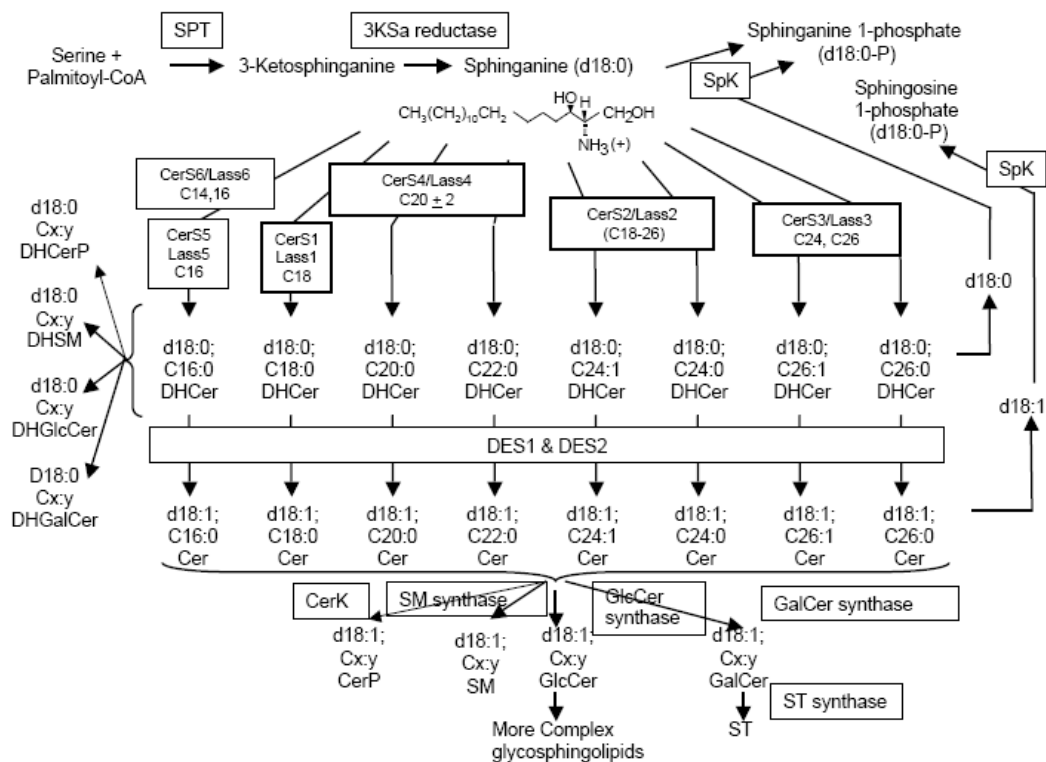 SPT
3KSa reductase
Serine +
Palmitoyl-CoA
3-Ketosphinganine
Sphinganine (d18:0)
Sphinganine 1-phosphate
(d18:0-P)
SpK
Sphingosine
1-phosphate
(d18:0-P)
SpK
CH3(CH2)10CH2
HO
H
CH2OH
NH3(+)
CerS6/Lass6
C14,16
CerS4/Lass4
C20 ± 2
CerS5
Lass5
C16
CerS1
Lass1
C18
CerS2/Lass2
(C18-26)
CerS3/Lass3
C24, C26
d18:0
Cx:y
DHCerP
d18:0
Cx:y
DHSM
d18:0
Cx:y
DHGlcCer
D18:0
Cx:y
DHGalCer
d18:0
d18:1
d18:0; d18:0; d18:0; d18:0; d18:0; d18:0; d18:0; d18:0;
C16:0 C18:0 C20:0 C22:0 C24:1 C24:0 C26:1 C26:0
DHCer DHCer DHCer DHCer DHCer DHCer DHCer DHCer
DES1 & DES2
d18:1; d18:1; d18:1; d18:1; d18:1; d18:1; d18:1; d18:1;
C16:0 C18:0 C20:0 C22:0 C24:1 C24:0 C26:1 C26:0
Cer Cer Cer Cer Cer Cer Cer Cer
CerK
SM synthase
GlcCer
synthase
GalCer synthase
d18:1;
Cx:y
CerP
d18:1;
Cx:y
SM
d18:1;
Cx:y
GlcCer
d18:1;
Cx:y
GalCer
ST synthase
More Complex
glycosphingolipids
ST